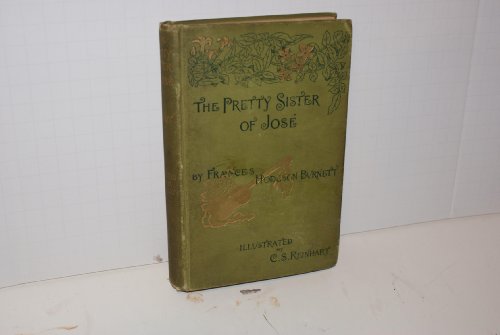 THE PRETTY SISTER
OF JOSÉ
BY FRANCES
HODGSON BURNETT
ILLUSTRATED
BY
C. S. REINHART